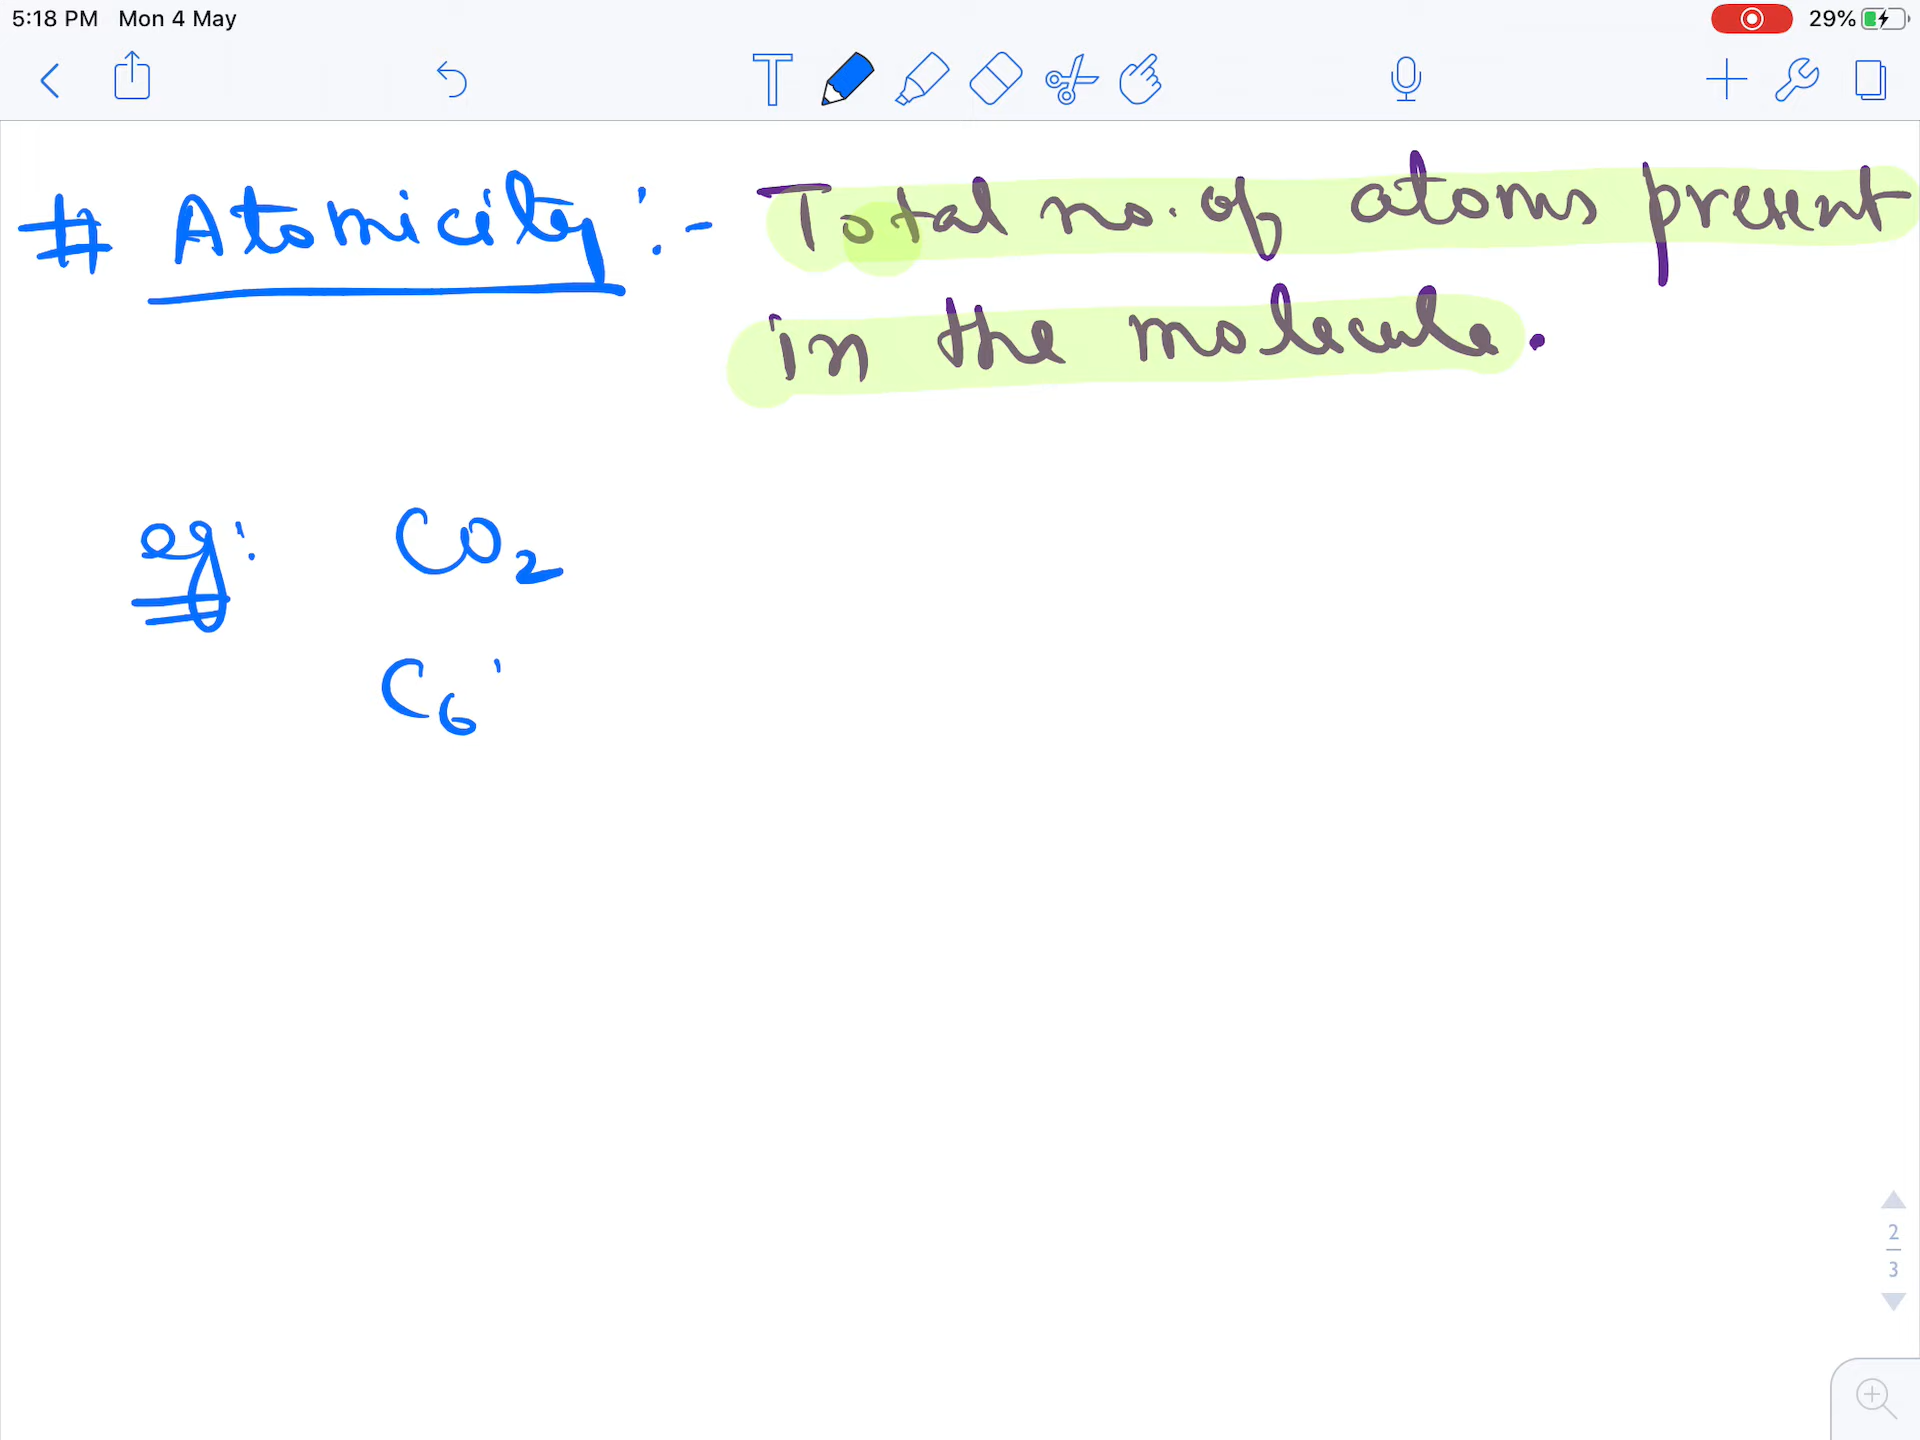 5:18 PM Mon 4 May 29%
# Atomicity :- Total no. of atoms present
in the molecule.
eg: CO₂
C₆
2
3